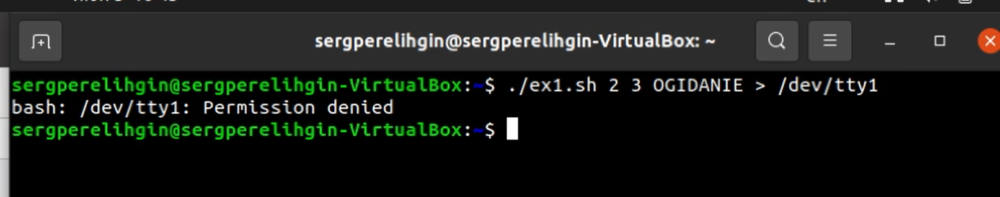 sergperelihgin@sergperelihgin-VirtualBox: ~
sergperelihgin@sergperelihgin-VirtualBox:~$ ./ex1.sh 2 3 OGIDANIE > /dev/tty1
bash: /dev/tty1: Permission denied
sergperelihgin@sergperelihgin-VirtualBox:~$